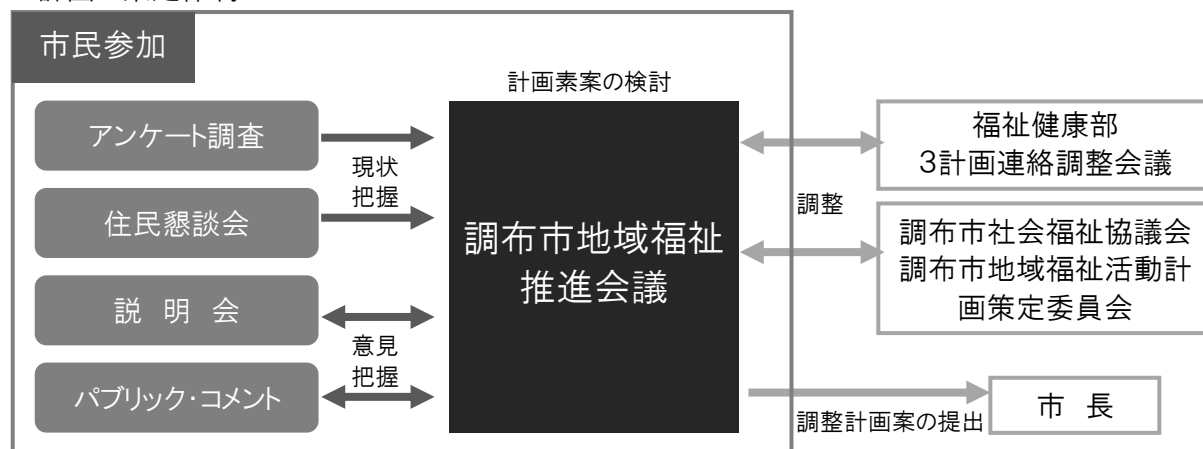 市民参加
計画素案の検討
アンケート調査
住民懇談会
説 明 会
パブリック・コメント
現状
把握
意見
把握
調布市地域福祉
推進会議
調整
福祉健康部
3計画連絡調整会議
調布市社会福祉協議会
調布市地域福祉活動計
画策定委員会
調整計画案の提出
市 長